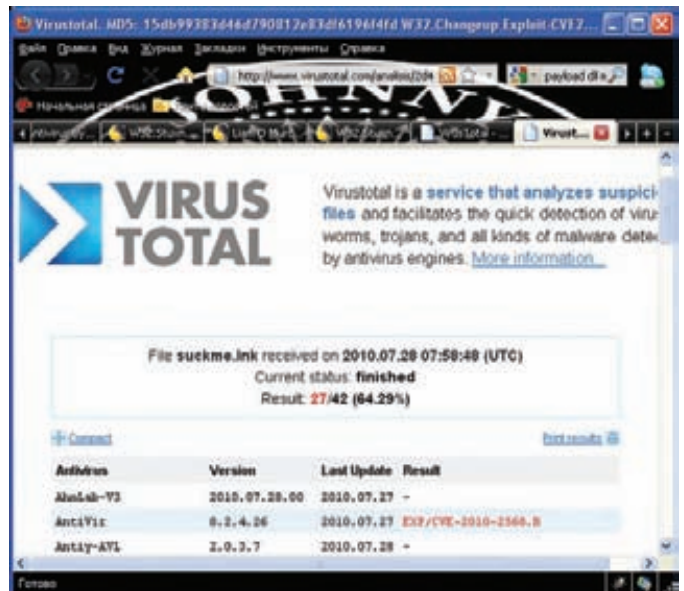 Virustotal. MD5: 15db99383d46d790812e83df6196f4fd W32.Changeup Exploit-CVE2...
Файл Правка Вид Журнал Закладки Инструменты Справка
http://www.virustotal.com/analisis/2de
payload dll
Начальная страница
JOHNNY
Virust...
VIRUS
TOTAL
Virustotal is a service that analyzes suspici
files and facilitates the quick detection of viru
worms, trojans, and all kinds of malware dete
by antivirus engines. More information...
File suckme.lnk received on 2010.07.28 07:58:48 (UTC)
Current status: finished
Result: 27/42 (64.29%)
Compact
Print results
Antivirus Version Last Update Result
AhnLab-V3 2010.07.28.00 2010.07.27 -
AntiVir 8.2.4.26 2010.07.27 EXP/CVE-2010-2568.B
Antiy-AVL 2.0.3.7 2010.07.28 -
Готово